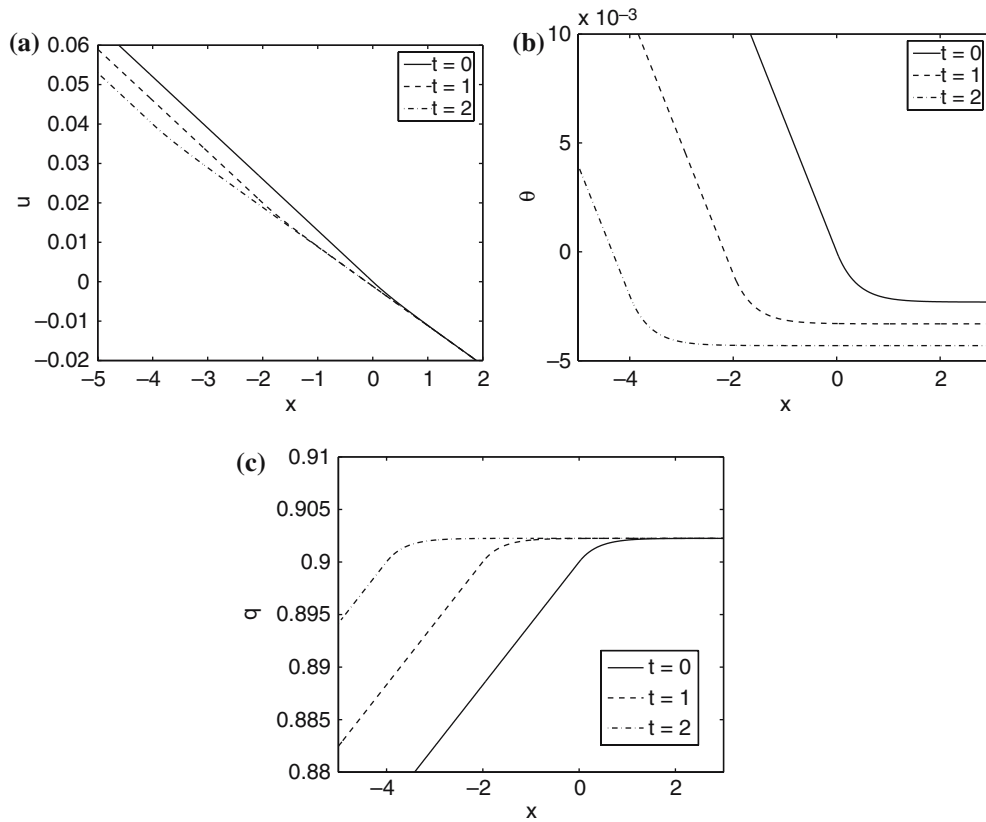 (a)
0.06
0.05
0.04
0.03
0.02
0.01
0
−0.01
−0.02
u
−5 −4 −3 −2 −1 0 1 2
x
t = 0
t = 1
t = 2
(b)
x 10−3
10
5
0
−5
θ
−4 −2 0 2
x
t = 0
t = 1
t = 2
(c)
0.91
0.905
0.9
0.895
0.89
0.885
0.88
q
−4 −2 0 2
x
t = 0
t = 1
t = 2